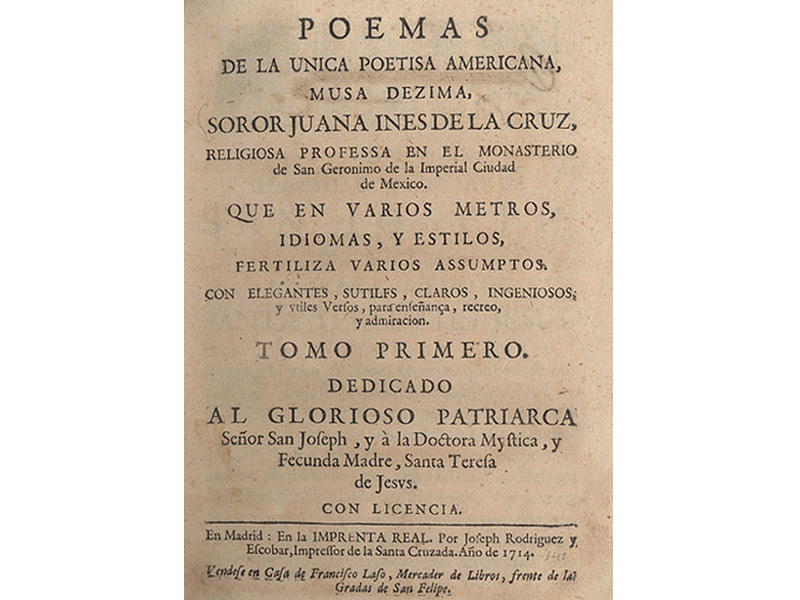 POEMAS
DE LA UNICA POETISA AMERICANA,
MUSA DEZIMA,
SOROR JUANA INES DE LA CRUZ,
RELIGIOSA PROFESSA EN EL MONASTERIO
de San Geronimo de la Imperial Ciudad
de Mexico.
QUE EN VARIOS METROS,
IDIOMAS, Y ESTILOS,
FERTILIZA VARIOS ASSUMPTOS.
CON ELEGANTES, SUTILES, CLAROS, INGENIOSOS,
y vtiles Versos, para enseñança, recreo,
y admiracion.
TOMO PRIMERO.
DEDICADO
AL GLORIOSO PATRIARCA
Señor San Joseph, y à la Doctora Mystica, y
Fecunda Madre, Santa Teresa
de Jesvs.
CON LICENCIA.
En Madrid: En la IMPRENTA REAL. Por Joseph Rodriguez y
Escobar, Impressor de la Santa Cruzada. Año de 1714.
Vendese en Casa de Francisco Laso, Mercader de Libros, frente de las
Gradas de San Felipe.